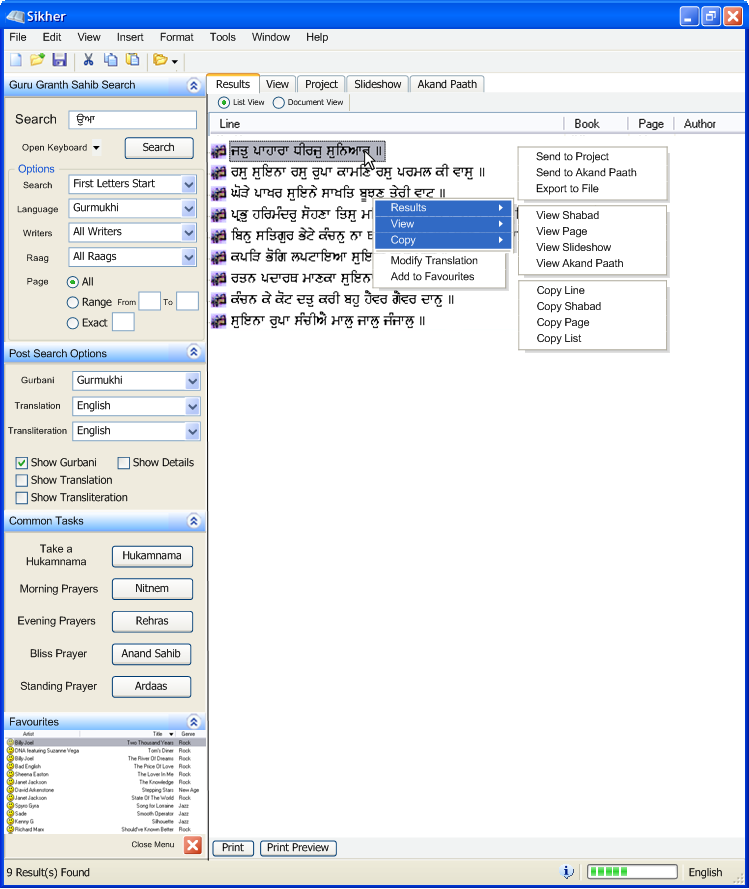 Sikher
File Edit View Insert Format Tools Window Help
Guru Granth Sahib Search
Search ਉਆ
Open Keyboard Search
Options
Search First Letters Start
Language Gurmukhi
Writers All Writers
Raag All Raags
Page All
Range From To
Exact
Post Search Options
Gurbani Gurmukhi
Translation English
Transliteration English
Show Gurbani Show Details
Show Translation
Show Transliteration
Common Tasks
Take a Hukamnama Hukamnama
Morning Prayers Nitnem
Evening Prayers Rehras
Bliss Prayer Anand Sahib
Standing Prayer Ardaas
Favourites
Artist Title Genre
Billy Joel Two Thousand Years Rock
DNA featuring Suzanne Vega Tom's Diner Rock
Billy Joel The River Of Dreams Rock
Bad English The Price Of Love Rock
Sheena Easton The Lover In Me Rock
Janet Jackson The Knowledge Rock
David Arkenstone Stepping Stars New Age
Janet Jackson State Of The World Rock
Spyro Gyra Song for Lorraine Jazz
Sade Smooth Operator Jazz
Kenny G Silhouette Jazz
Richard Marx Should've Known Better Rock
Close Menu
Results View Project Slideshow Akand Paath
List View Document View
Line Book Page Author
ਜਤੁ ਪਾਹਾਰਾ ਧੀਰਜੁ ਸੁਨਿਆਰੁ ॥
ਰਸੁ ਸੁਇਨਾ ਰਸੁ ਰੁਪਾ ਕਾਮਣਿ ਰਸੁ ਪਰਮਲ ਕੀ ਵਾਸੁ ॥
ਘੋੜੇ ਪਾਖਰ ਸੁਇਨੇ ਸਾਖਤਿ ਬੂਝਣੁ ਤੇਰੀ ਵਾਟ ॥
ਪ੍ਰਭੁ ਹਰਿਮੰਦਰੁ ਸੋਹਣਾ ਤਿਸੁ
ਬਿਨੁ ਸਤਿਗੁਰ ਭੇਟੇ ਕੰਚਨੁ ਨਾ
ਕਪੜਿ ਭੋਗਿ ਲਪਟਾਇਆ
ਰਤਨ ਪਦਾਰਥ ਮਾਣਕਾ ਸੁਇਨ
ਕੰਚਨ ਕੇ ਕੋਟ ਦਤੁ ਕਰੀ ਬਹੁ ਹੈਵਰ ਗੈਵਰ ਦਾਨੁ ॥
ਸੁਇਨਾ ਰੁਪਾ ਸੰਚੀਐ ਮਾਲੁ ਜਾਲੁ ਜੰਜਾਲੁ ॥
Results
View
Copy
Modify Translation
Add to Favourites
Send to Project
Send to Akand Paath
Export to File
View Shabad
View Page
View Slideshow
View Akand Paath
Copy Line
Copy Shabad
Copy Page
Copy List
Print Print Preview
9 Result(s) Found English